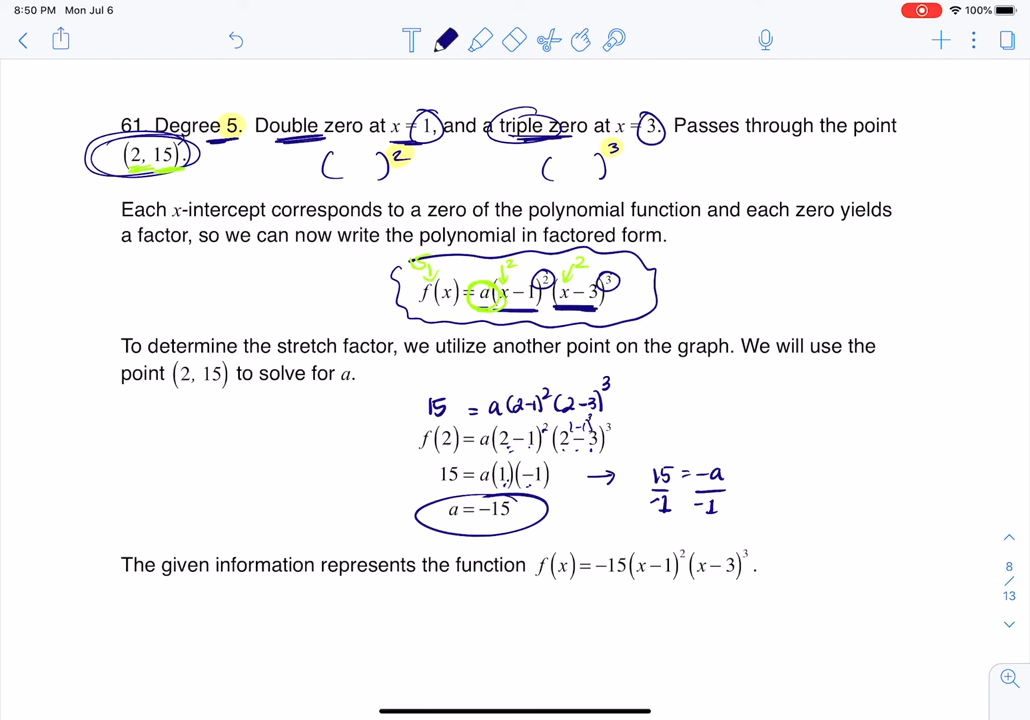 8:50 PM Mon Jul 6
100%
61. Degree 5. Double zero at x = 1, and a triple zero at x = 3. Passes through the point
(2, 15).
( )² ( )³
Each x-intercept corresponds to a zero of the polynomial function and each zero yields
a factor, so we can now write the polynomial in factored form.
15 2 2
f(x) = a(x − 1)²(x − 3)³
To determine the stretch factor, we utilize another point on the graph. We will use the
point (2, 15) to solve for a.
15 = a(2-1)²(2-3)³
(-1)³
f(2) = a(2 − 1)²(2 − 3)³
15 = a(1)(−1) → 15 = -a
-1 -1
a = −15
The given information represents the function f(x) = −15(x − 1)²(x − 3)³.
8
/
13